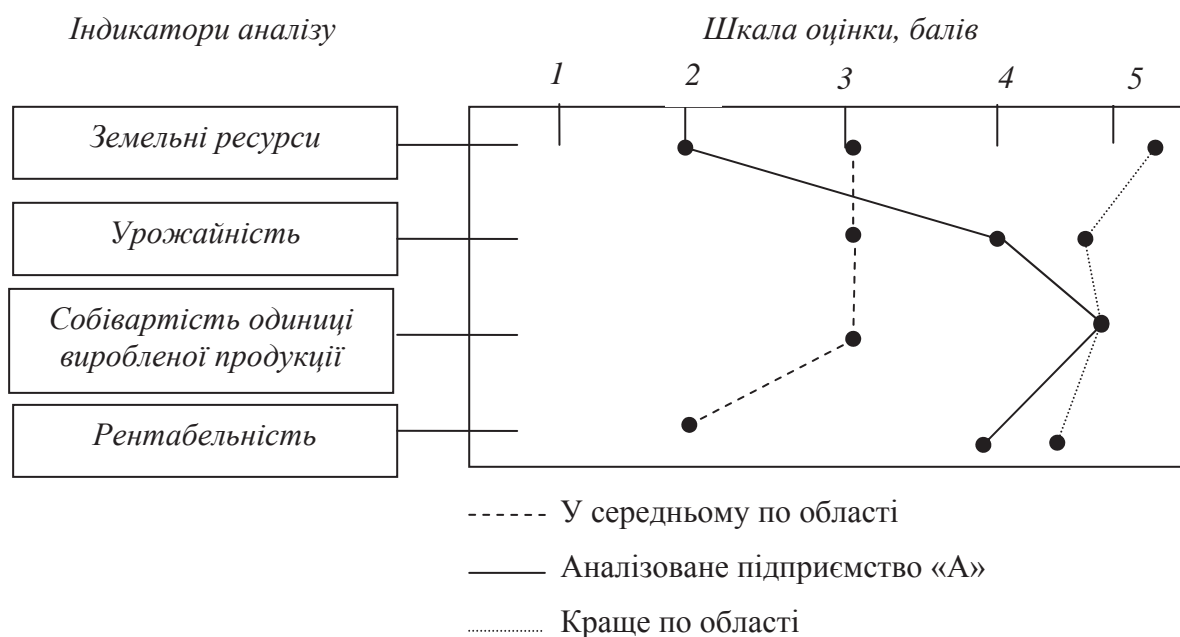 Індикатори аналізу
Шкала оцінки, балів
1 2 3 4 5
Земельні ресурси
Урожайність
Собівартість одиниці
виробленої продукції
Рентабельність
У середньому по області
Аналізоване підприємство «А»
Краще по області